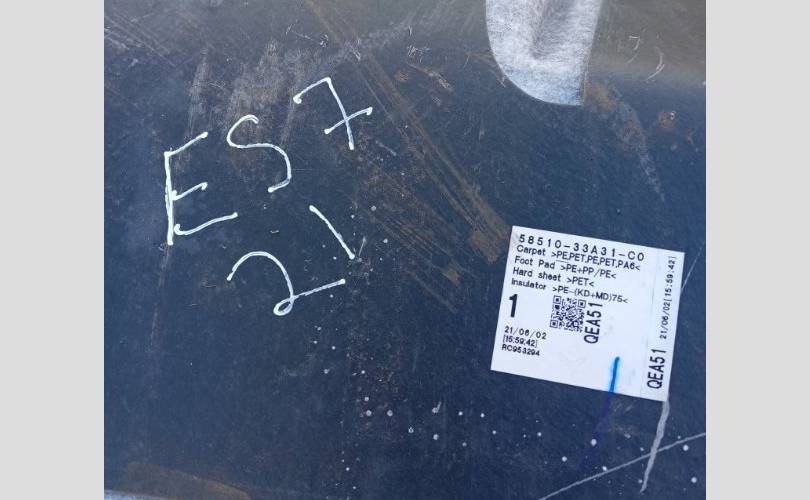 ES7
21
58510-33A31-C0
Carpet >PE,PET,PE,PET,PA6<
Foot Pad >PE+PP/PE<
Hard sheet >PET<
Insulator >PE-(KD+MD)75<
1
QEA51
21/06/02
[15:59:42]
RC953294
QEA51 21/06/02[15:59:42]